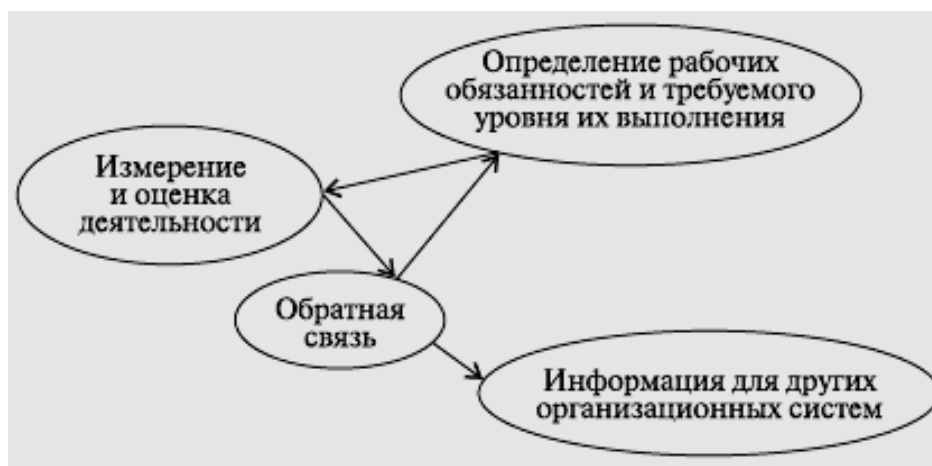 Определение рабочих
обязанностей и требуемого
уровня их выполнения
Измерение
и оценка
деятельности
Обратная
связь
Информация для других
организационных систем